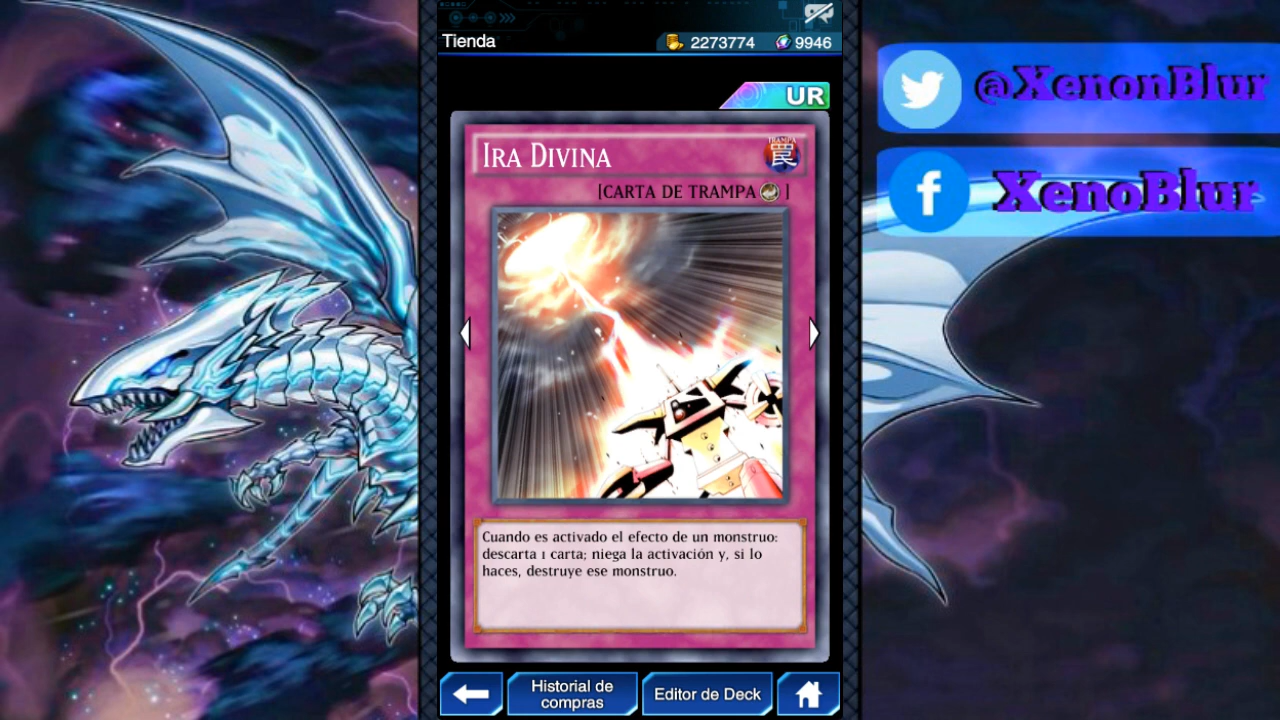 Tienda
2273774
9946
UR
IRA DIVINA
TRAMPA
罠
[CARTA DE TRAMPA ]
Cuando es activado el efecto de un monstruo:
descarta 1 carta; niega la activación y, si lo
haces, destruye ese monstruo.
Historial de
compras
Editor de Deck
@XenonBlur
XenoBlur